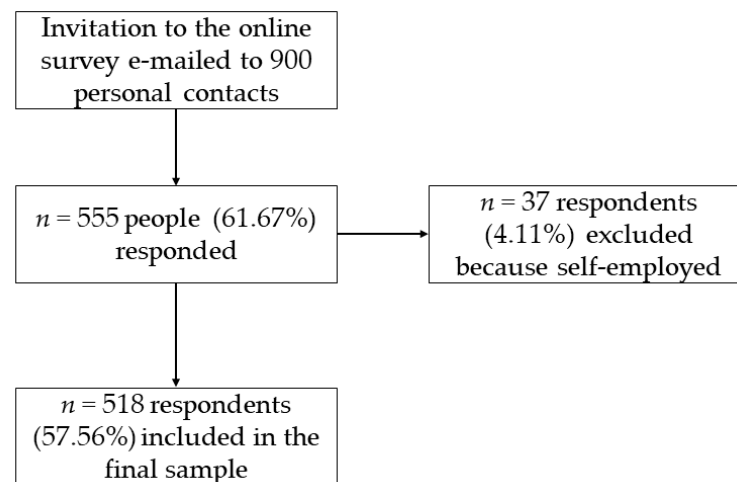 Invitation to the online
survey e-mailed to 900
personal contacts
n = 555 people (61.67%)
responded
n = 37 respondents
(4.11%) excluded
because self-employed
n = 518 respondents
(57.56%) included in the
final sample